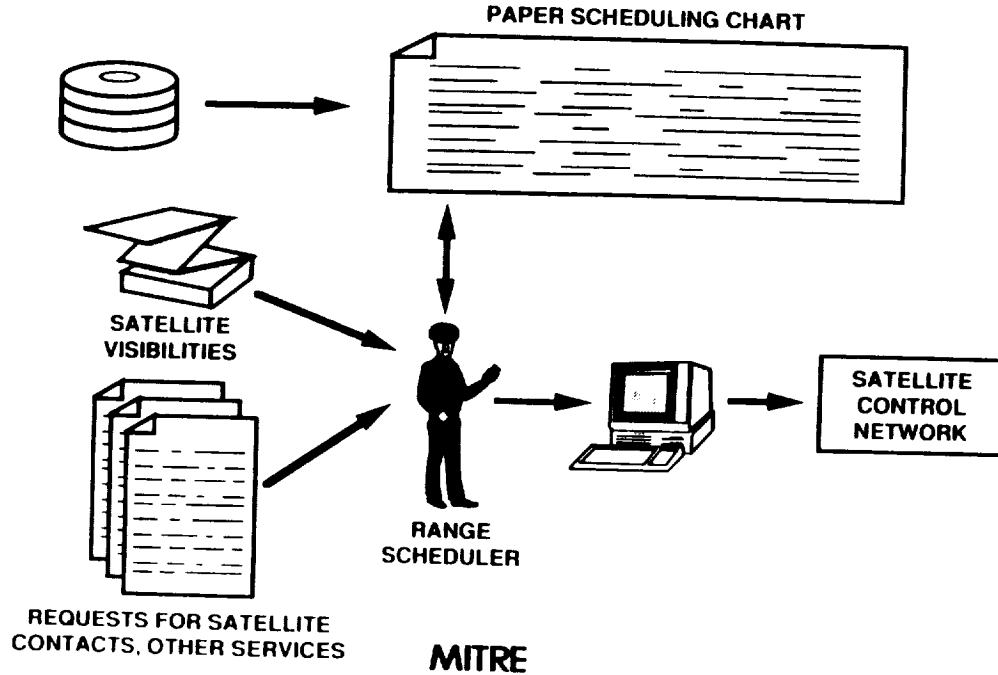 PAPER SCHEDULING CHART
SATELLITE
VISIBILITIES
SATELLITE
CONTROL
NETWORK
RANGE
SCHEDULER
REQUESTS FOR SATELLITE
CONTACTS, OTHER SERVICES
MITRE